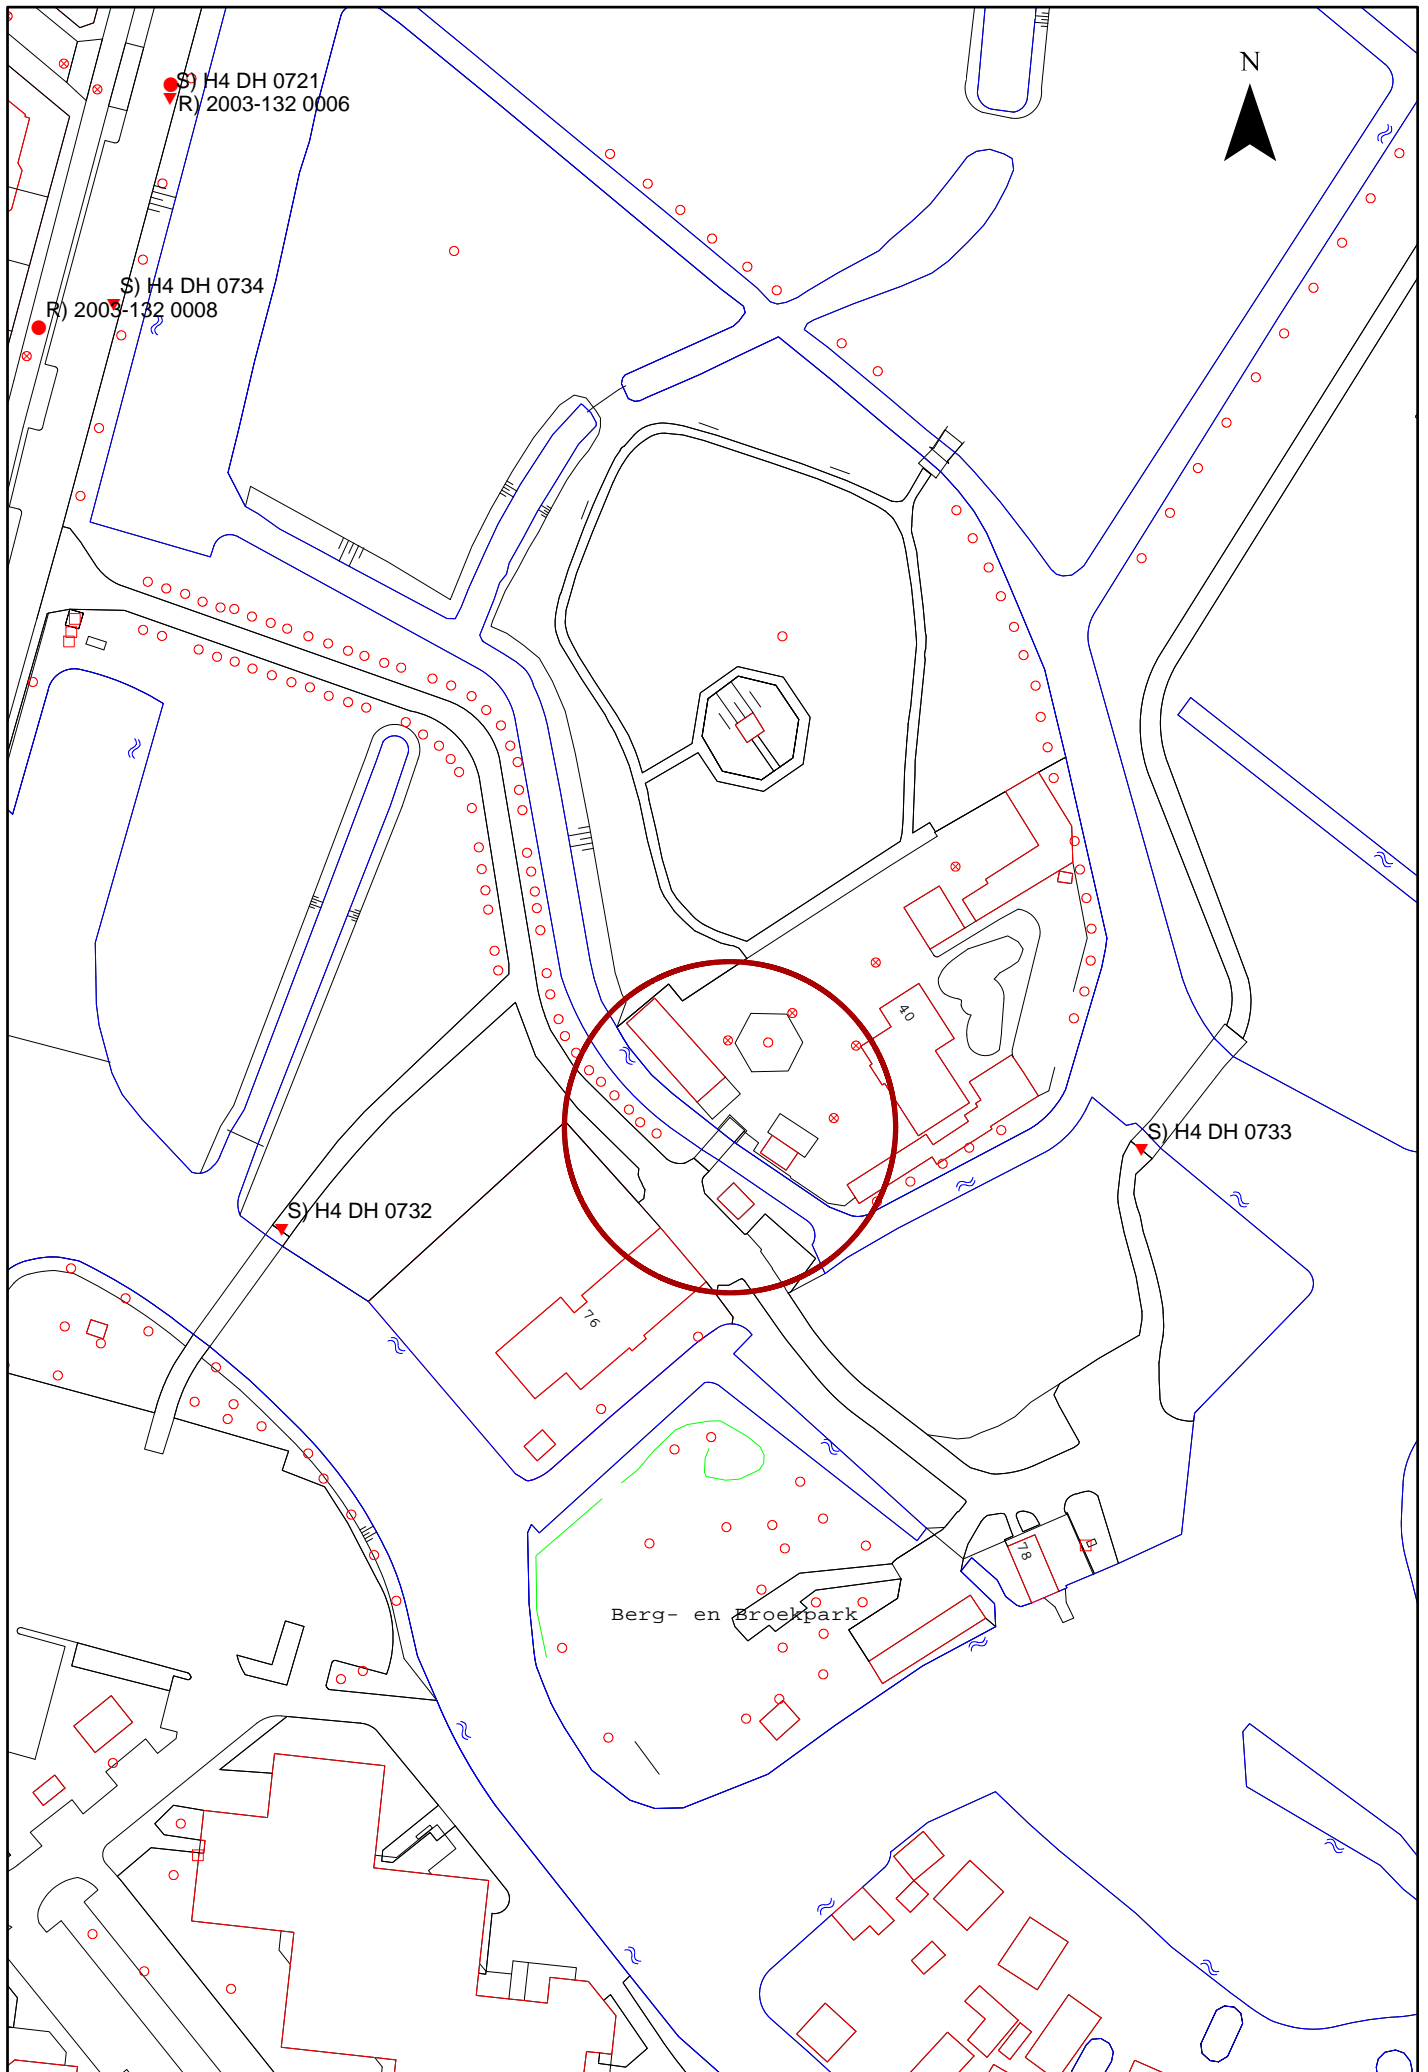 N
S) H4 DH 0721
R) 2003-132 0006
S) H4 DH 0734
R) 2003-132 0008
40
S) H4 DH 0733
S) H4 DH 0732
76
78
Berg- en Broekpark